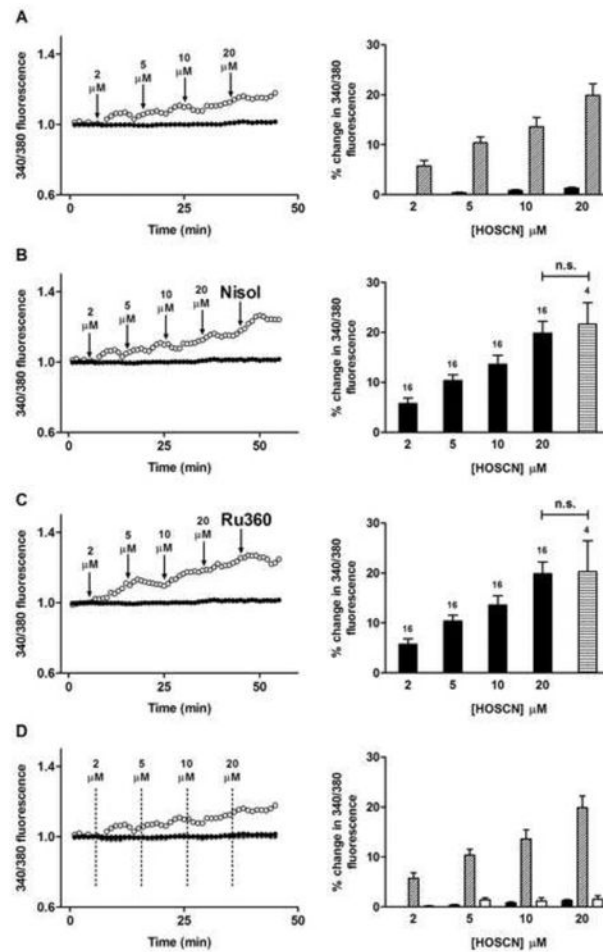 A
340/380 fluorescence
1.4
1.0
0.6
2
μM
5
μM
10
μM
20
μM
0
25
50
Time (min)
% change in 340/380
fluorescence
30
20
10
0
2
5
10
20
[HOSCN] μM
B
340/380 fluorescence
1.4
1.0
0.6
2
μM
5
μM
10
μM
20
μM
Nisol
0
25
50
Time (min)
% change in 340/380
fluorescence
30
20
10
0
n.s.
16
16
16
16
4
2
5
10
20
[HOSCN] μM
C
340/380 fluorescence
1.4
1.0
0.6
2
μM
5
μM
10
μM
20
μM
Ru360
0
25
50
Time (min)
% change in 340/380
fluorescence
30
20
10
0
n.s.
16
16
16
16
4
2
5
10
20
[HOSCN] μM
D
340/380 fluorescence
1.4
1.0
0.6
2
μM
5
μM
10
μM
20
μM
0
25
50
Time (min)
% change in 340/380
fluorescence
30
20
10
0
2
5
10
20
[HOSCN] μM